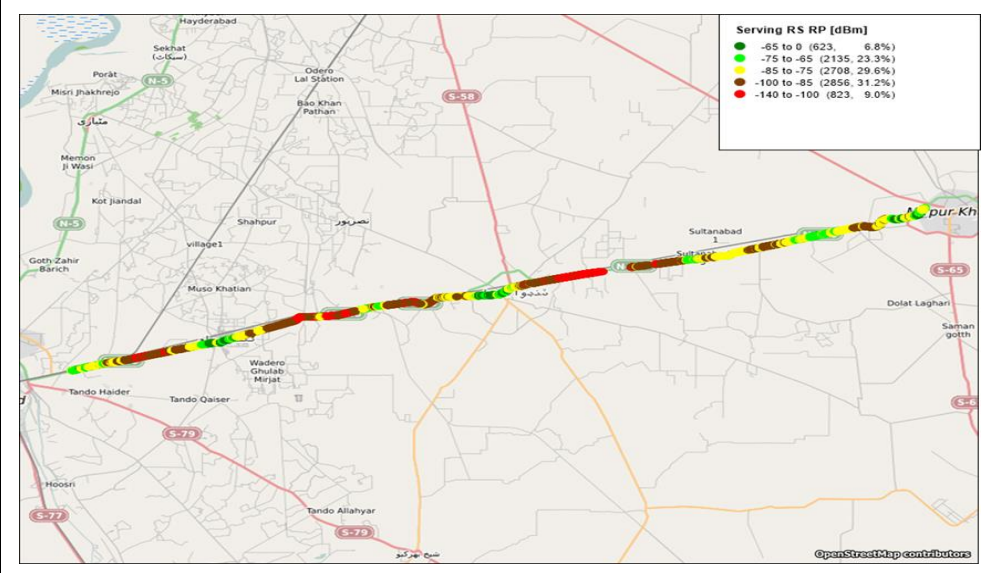 Hyderabad
Sekhat
(سيکاٽ)
N-5
Odero
Lal Station
Porāt
Misri Jhakhrejo
Bao Khan
Pathan
S-58
مٽياري
Memon
Ji Wasi
Kot Jiandal
N-5
Shahpur
نصرپور
village1
Goth Zahir
Barich
Muso Khatian
Sultanabad
1
Wadero
Ghulab
Mirjat
Tando Haider
Tando Qaiser
S-79
Hoosri
S-77
Tando Allahyar
S-79
S-65
Dolat Laghari
Saman
gotth
Serving RS RP [dBm]
-65 to 0 (623, 6.8%)
-75 to -65 (2135, 23.3%)
-85 to -75 (2708, 29.6%)
-100 to -85 (2856, 31.2%)
-140 to -100 (823, 9.0%)
OpenStreetMap contributors